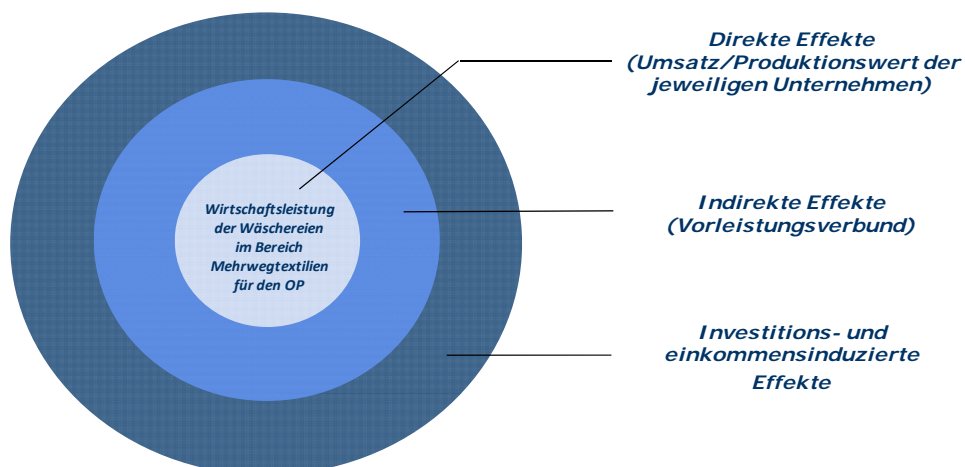 Direkte Effekte
(Umsatz/Produktionswert der
jeweiligen Unternehmen)
Wirtschaftsleistung
der Wäschereien
im Bereich
Mehrwegtextilien
für den OP
Indirekte Effekte
(Vorleistungsverbund)
Investitions- und
einkommensinduzierte
Effekte